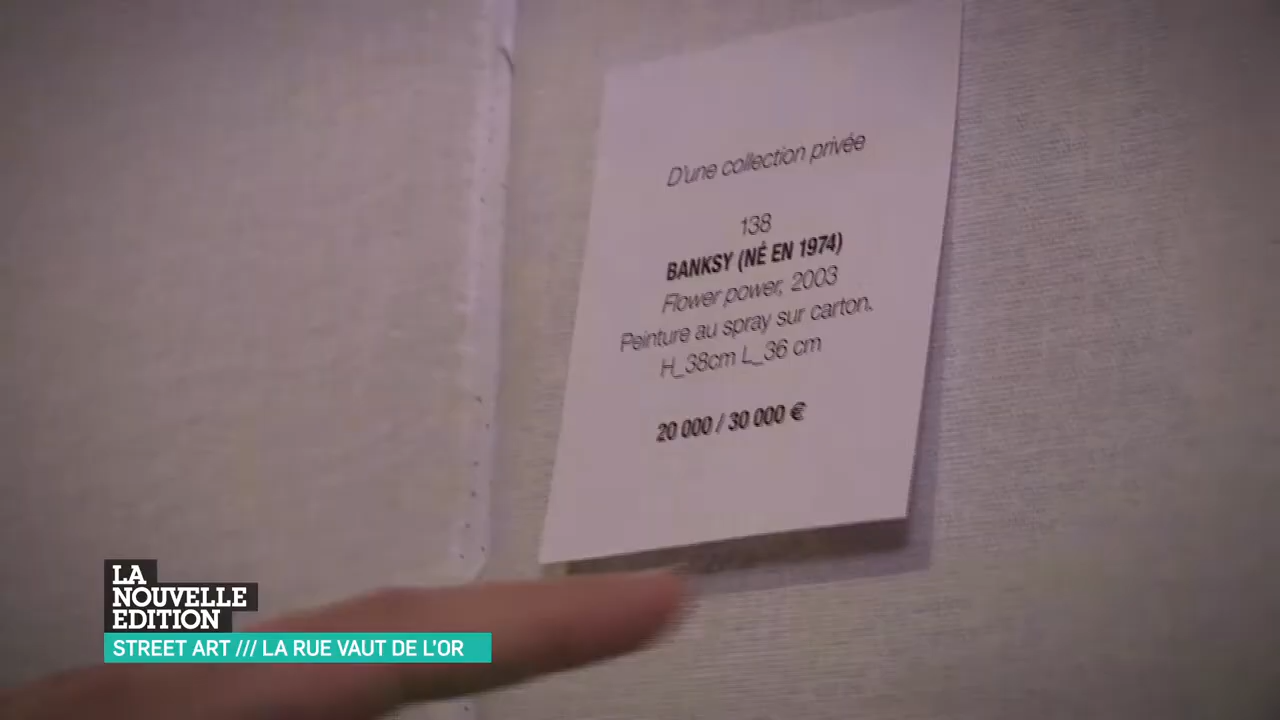 D'une collection privée
138
BANKSY (NÉ EN 1974)
Flower power, 2003
Peinture au spray sur carton.
H_38cm L_36 cm
20 000 / 30 000 €
LA
NOUVELLE
EDITION
STREET ART /// LA RUE VAUT DE L'OR